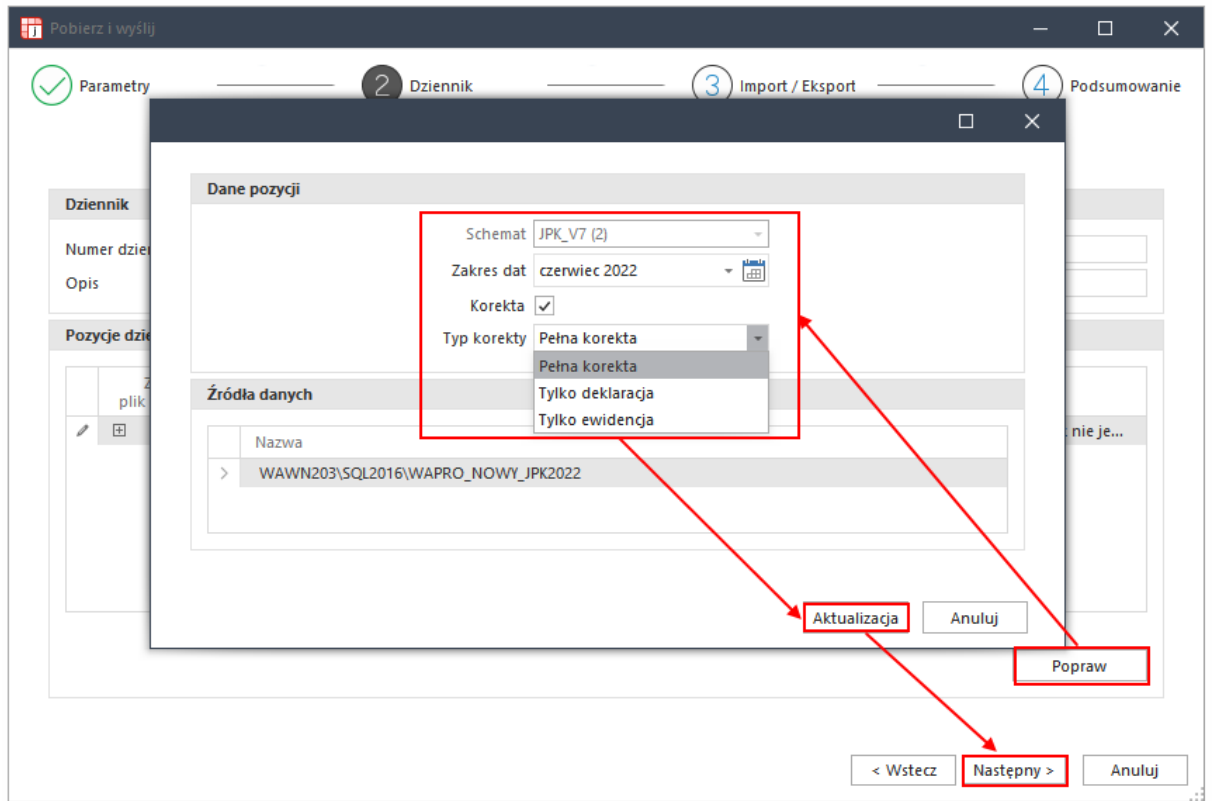 Pobierz i wyślij
Parametry
2 Dziennik
3 Import / Eksport
4 Podsumowanie
Dane pozycji
Dziennik
Schemat JPK_V7 (2)
Numer dzien
Zakres dat czerwiec 2022
Opis
Korekta
Typ korekty Pełna korekta
Pozycje dzie
Pełna korekta
Tylko deklaracja
Tylko ewidencja
Źródła danych
plik
Nazwa
nie je...
WAWN203\SQL2016\WAPRO_NOWY_JPK2022
Aktualizacja Anuluj
Popraw
< Wstecz Następny > Anuluj